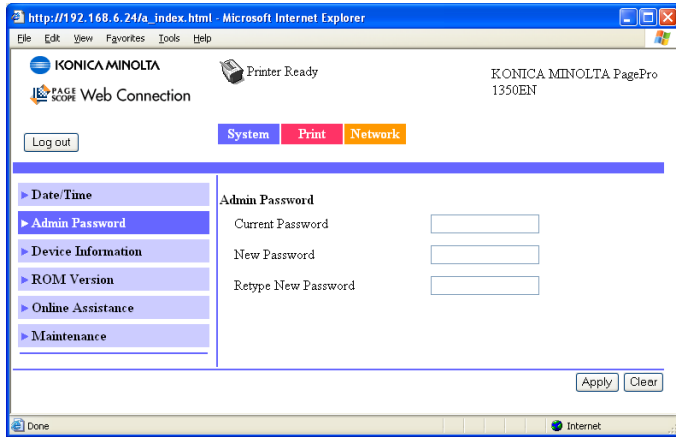 http://192.168.6.24/a_index.html - Microsoft Internet Explorer
File Edit View Favorites Tools Help
KONICA MINOLTA
Printer Ready
KONICA MINOLTA PagePro
1350EN
PAGE SCOPE Web Connection
Log out
System Print Network
Date/Time
Admin Password
Device Information
ROM Version
Online Assistance
Maintenance
Admin Password
Current Password
New Password
Retype New Password
Apply Clear
Done Internet